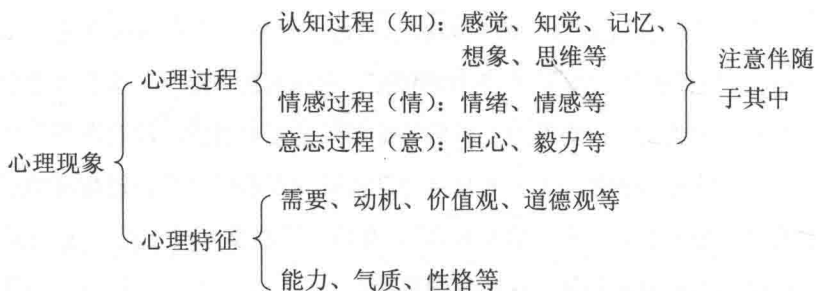 认知过程（知）：感觉、知觉、记忆、
想象、思维等
注意伴随
于其中
心理过程
情感过程（情）：情绪、情感等
意志过程（意）：恒心、毅力等
心理现象
需要、动机、价值观、道德观等
心理特征
能力、气质、性格等